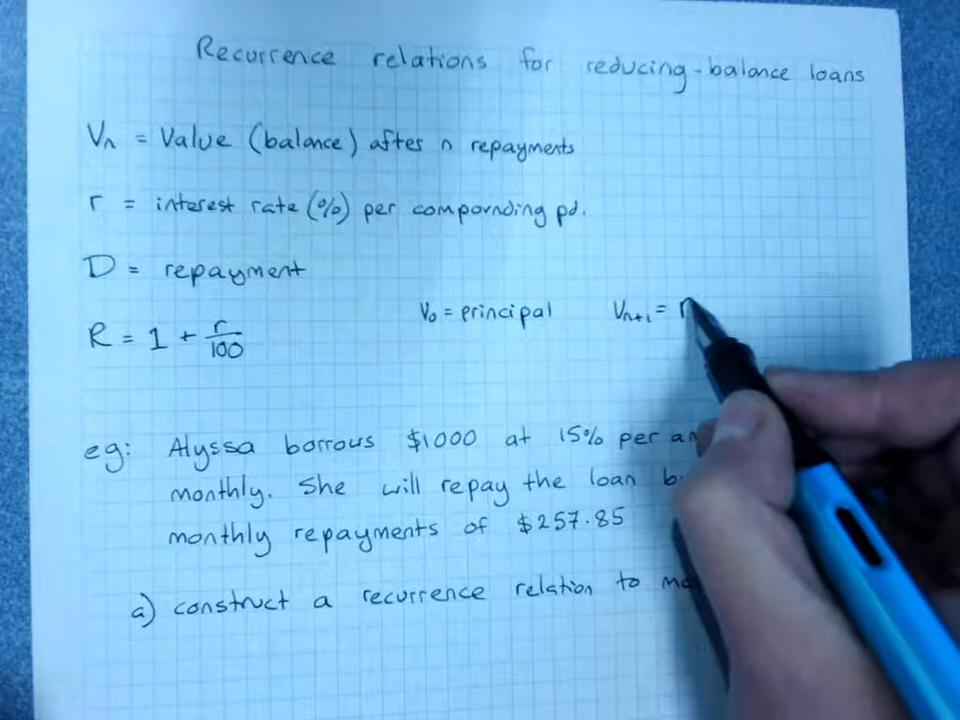 Recurrence relations for reducing-balance loans
Vn = Value (balance) after n repayments
r = interest rate (%) per compounding pd.
D = repayment
V0 = principal Vn+1 =
R = 1 + r/100
eg: Alyssa borrows $1000 at 15% per
monthly. She will repay the loan
monthly repayments of $257.85
a) construct a recurrence relation to